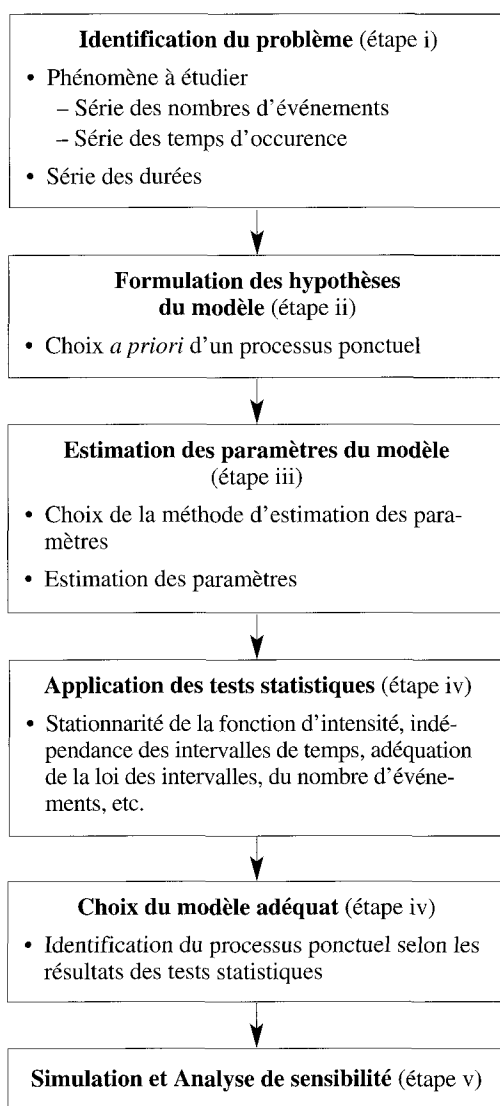 Identification du problème (étape i)
• Phénomène à étudier
– Série des nombres d'événements
– Série des temps d'occurence
• Série des durées
Formulation des hypothèses
du modèle (étape ii)
• Choix a priori d'un processus ponctuel
Estimation des paramètres du modèle
(étape iii)
• Choix de la méthode d'estimation des para-
mètres
• Estimation des paramètres
Application des tests statistiques (étape iv)
• Stationnarité de la fonction d'intensité, indé-
pendance des intervalles de temps, adéquation
de la loi des intervalles, du nombre d'événe-
ments, etc.
Choix du modèle adéquat (étape iv)
• Identification du processus ponctuel selon les
résultats des tests statistiques
Simulation et Analyse de sensibilité (étape v)